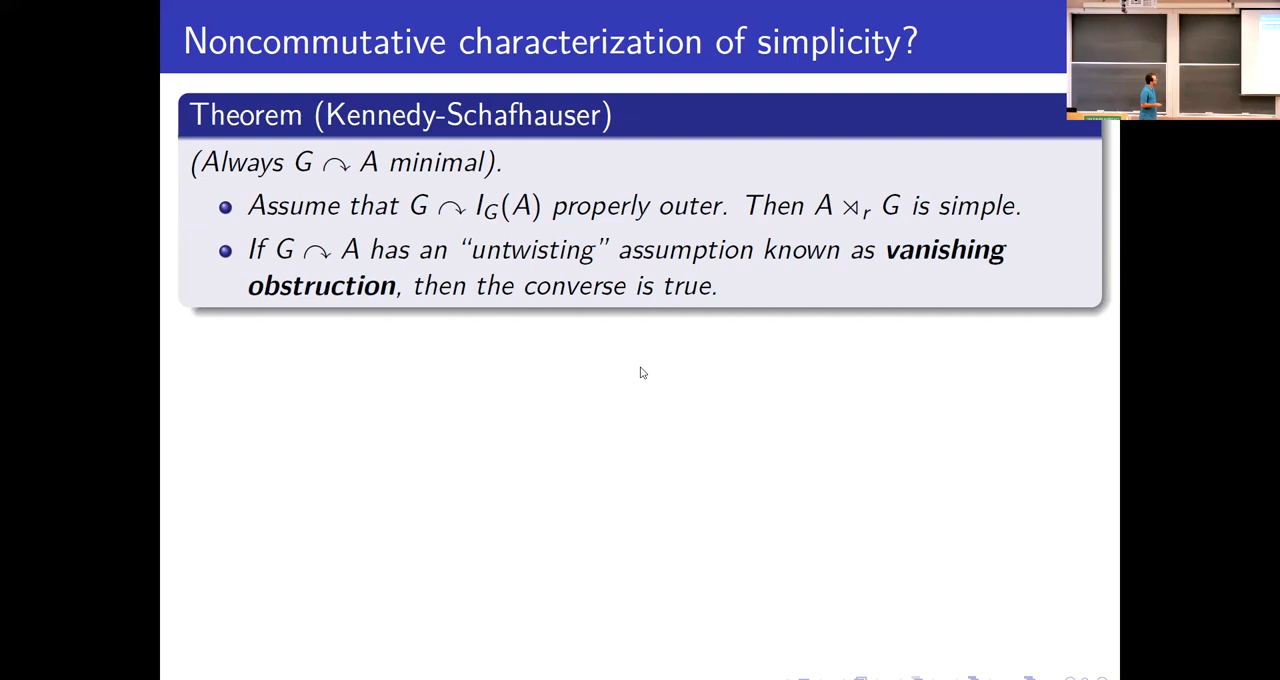 Noncommutative characterization of simplicity?
Theorem (Kennedy-Schafhauser)
(Always G ↷ A minimal).
Assume that G ↷ I_G(A) properly outer. Then A ⋊_r G is simple.
If G ↷ A has an “untwisting” assumption known as vanishing
obstruction, then the converse is true.